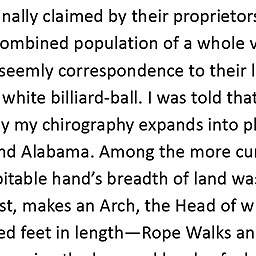 nally claimed by their proprietors
ombined population of a whole v
seemly correspondence to their l
white billiard-ball. I was told that
y my chirography expands into pl
nd Alabama. Among the more cur
pitable hand’s breadth of land was
st, makes an Arch, the Head of w
ed feet in length—Rope Walks an